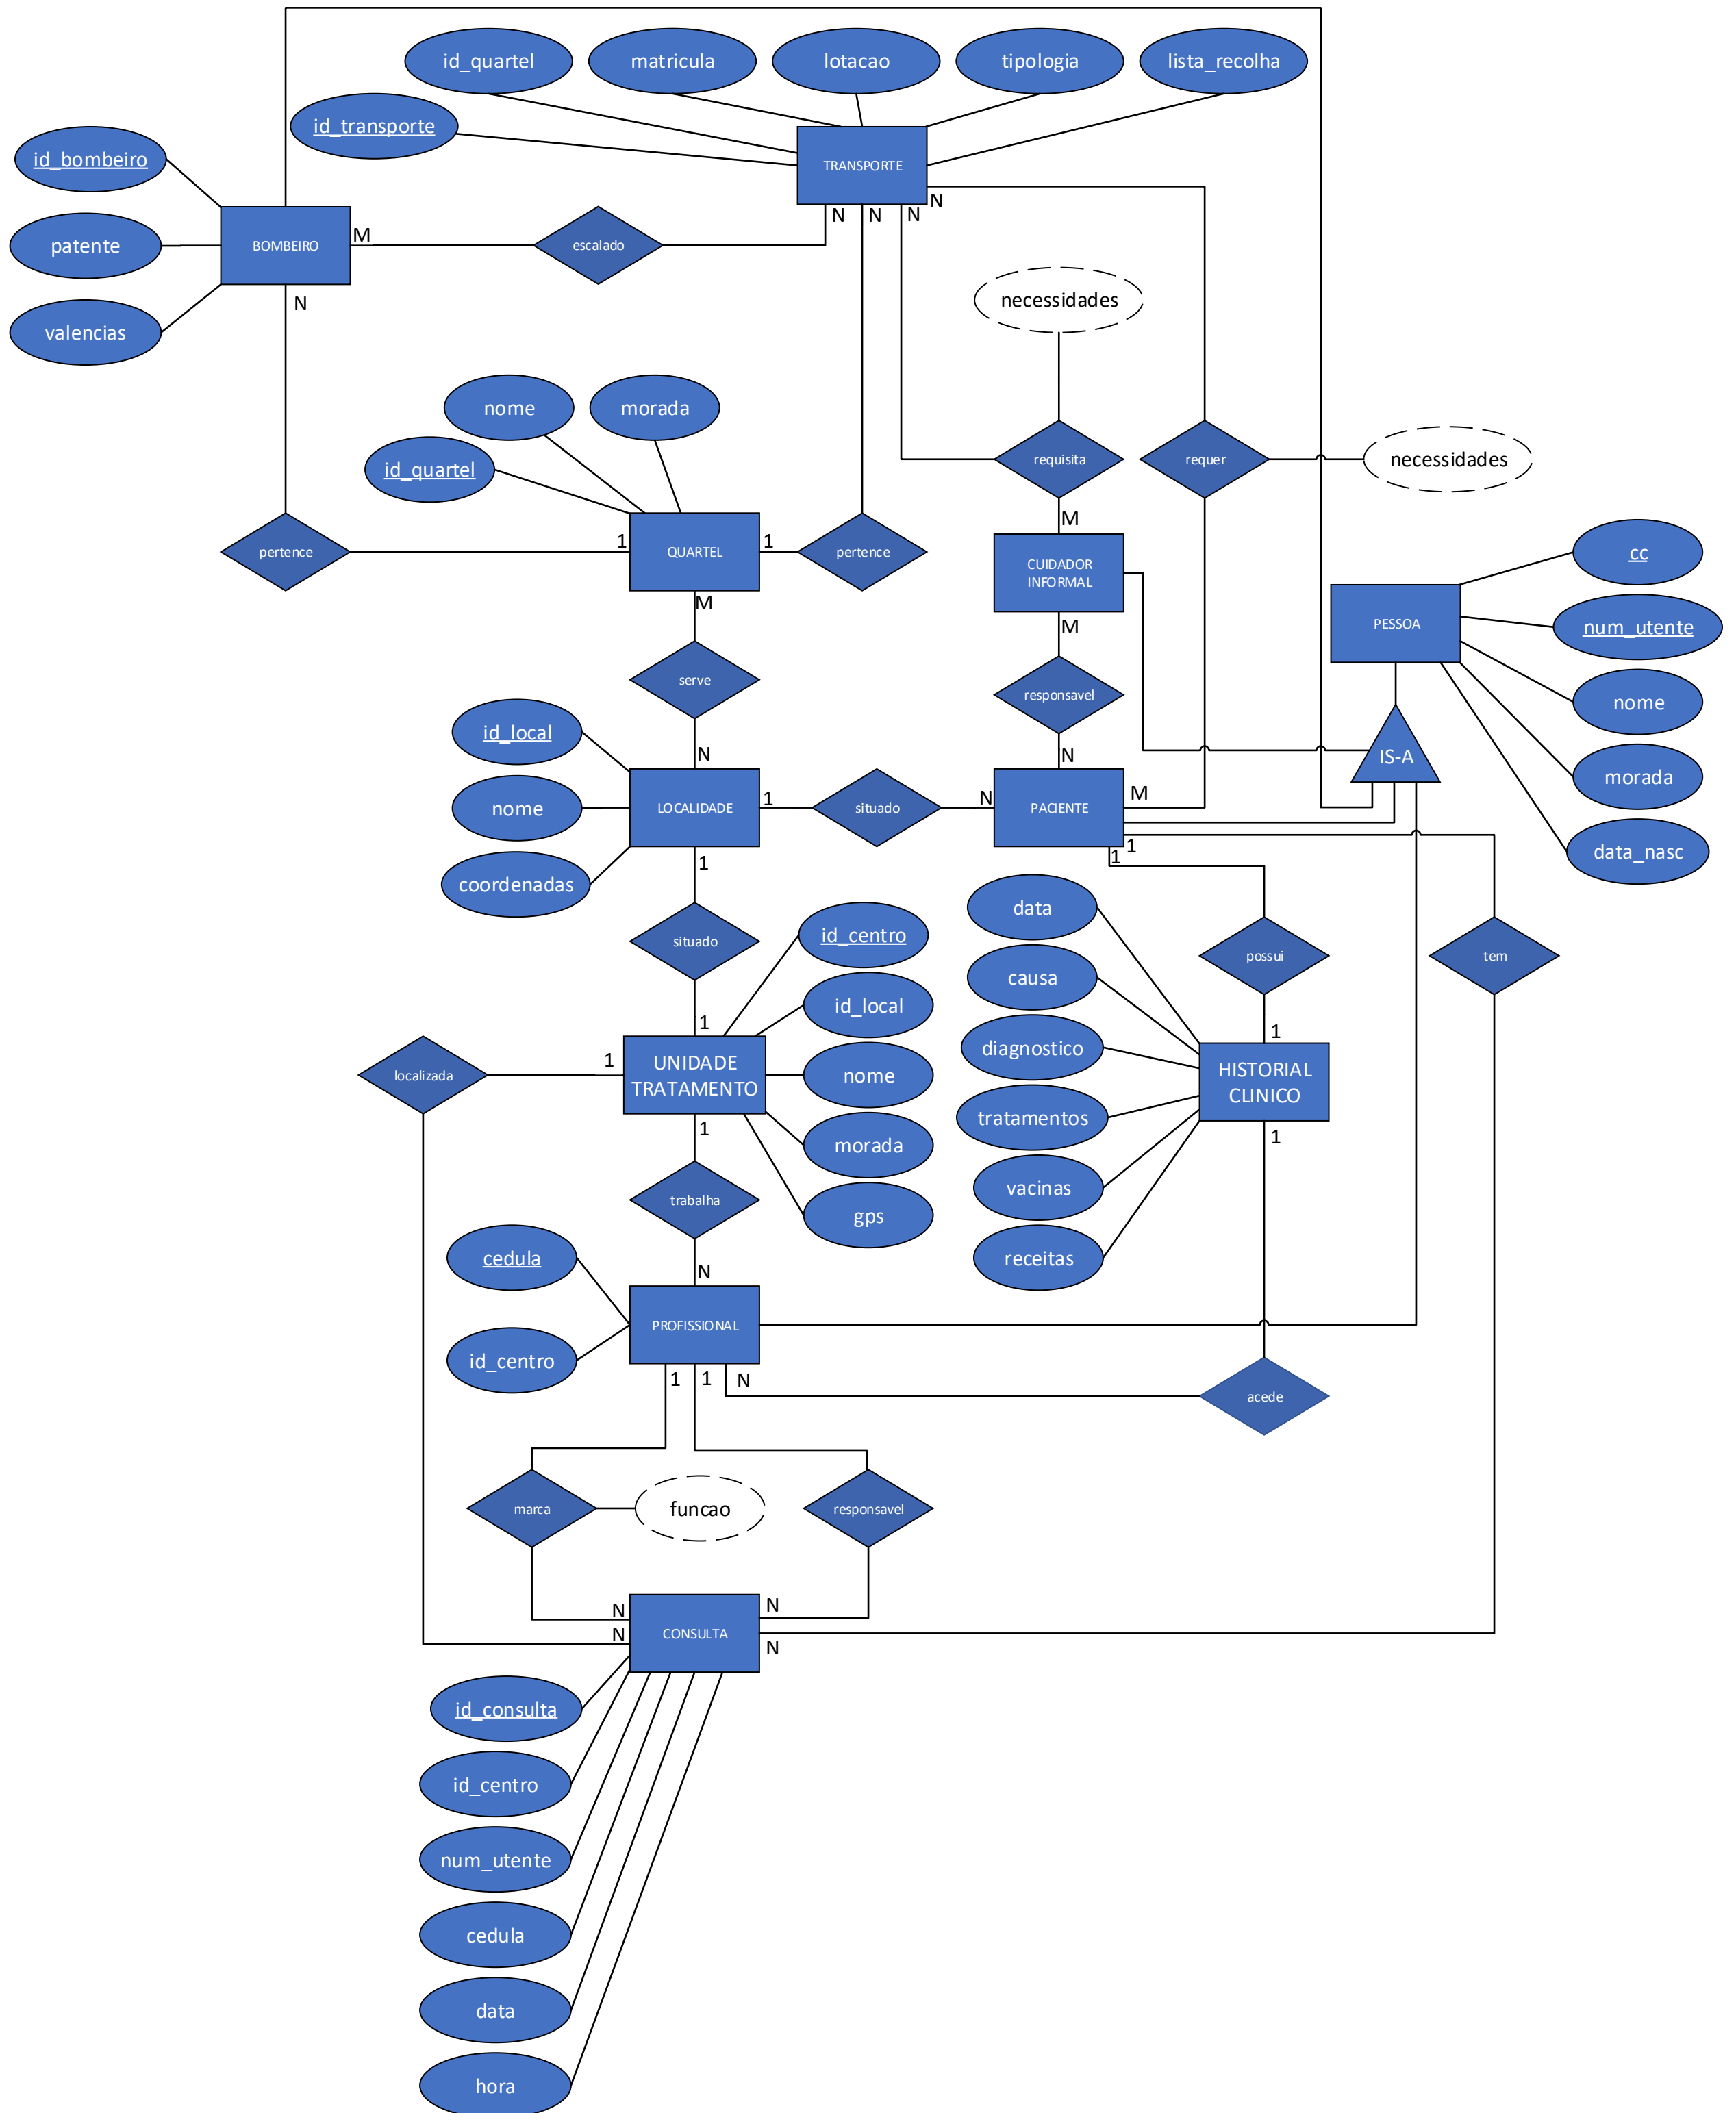 id_quartel
matricula
lotacao
tipologia
lista_recolha
id_transporte
id_bombeiro
TRANSPORTE
N
N
N
N
patente
BOMBEIRO
M
escalado
N
valencias
necessidades
nome
morada
id_quartel
requisita
requer
necessidades
M
pertence
1
QUARTEL
1
pertence
CUIDADOR
INFORMAL
cc
M
M
PESSOA
num_utente
serve
responsavel
nome
id_local
N
N
IS-A
morada
nome
LOCALIDADE
1
situado
N
PACIENTE
M
1
1
1
data_nasc
coordenadas
situado
id_centro
data
possui
tem
causa
id_local
1
1
diagnostico
localizada
1
UNIDADE
TRATAMENTO
nome
HISTORIAL
CLINICO
tratamentos
1
morada
1
trabalha
vacinas
gps
cedula
N
receitas
PROFISSIONAL
id_centro
1
1
N
acede
marca
funcao
responsavel
N
N
N
CONSULTA
N
id_consulta
id_centro
num_utente
cedula
data
hora